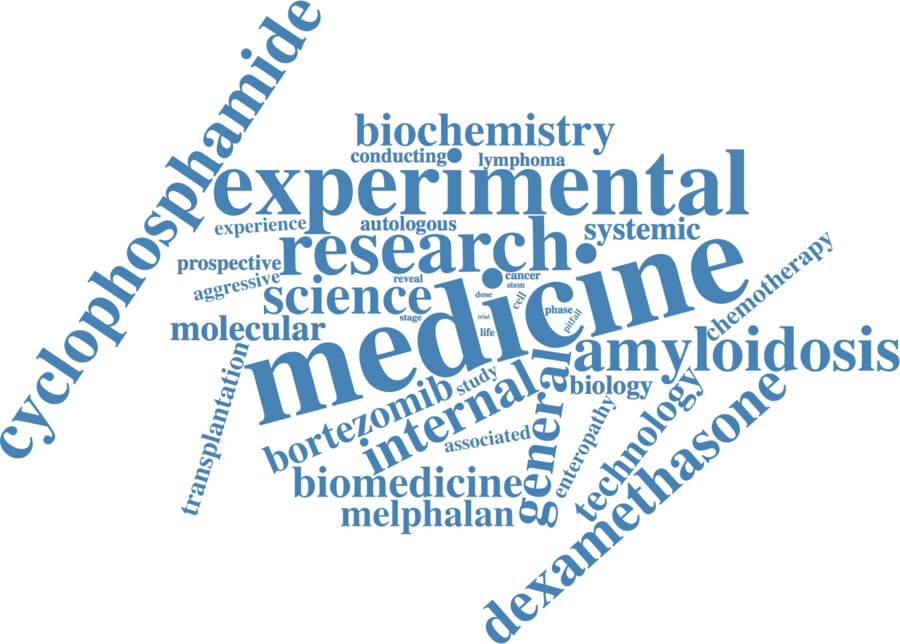 cyclophosphamide
biochemistry
conducting
lymphoma
experimental
experience
autologous
systemic
research
prospective
aggressive
reveal
cancer
stem
science
dose
cell
phase
pitfall
stage
trial
life
molecular
medicine
chemotherapy
amyloidosis
transplantation
bortezomib
study
internal
general
biology
associated
enteropathy
technology
dexamethasone
biomedicine
melphalan